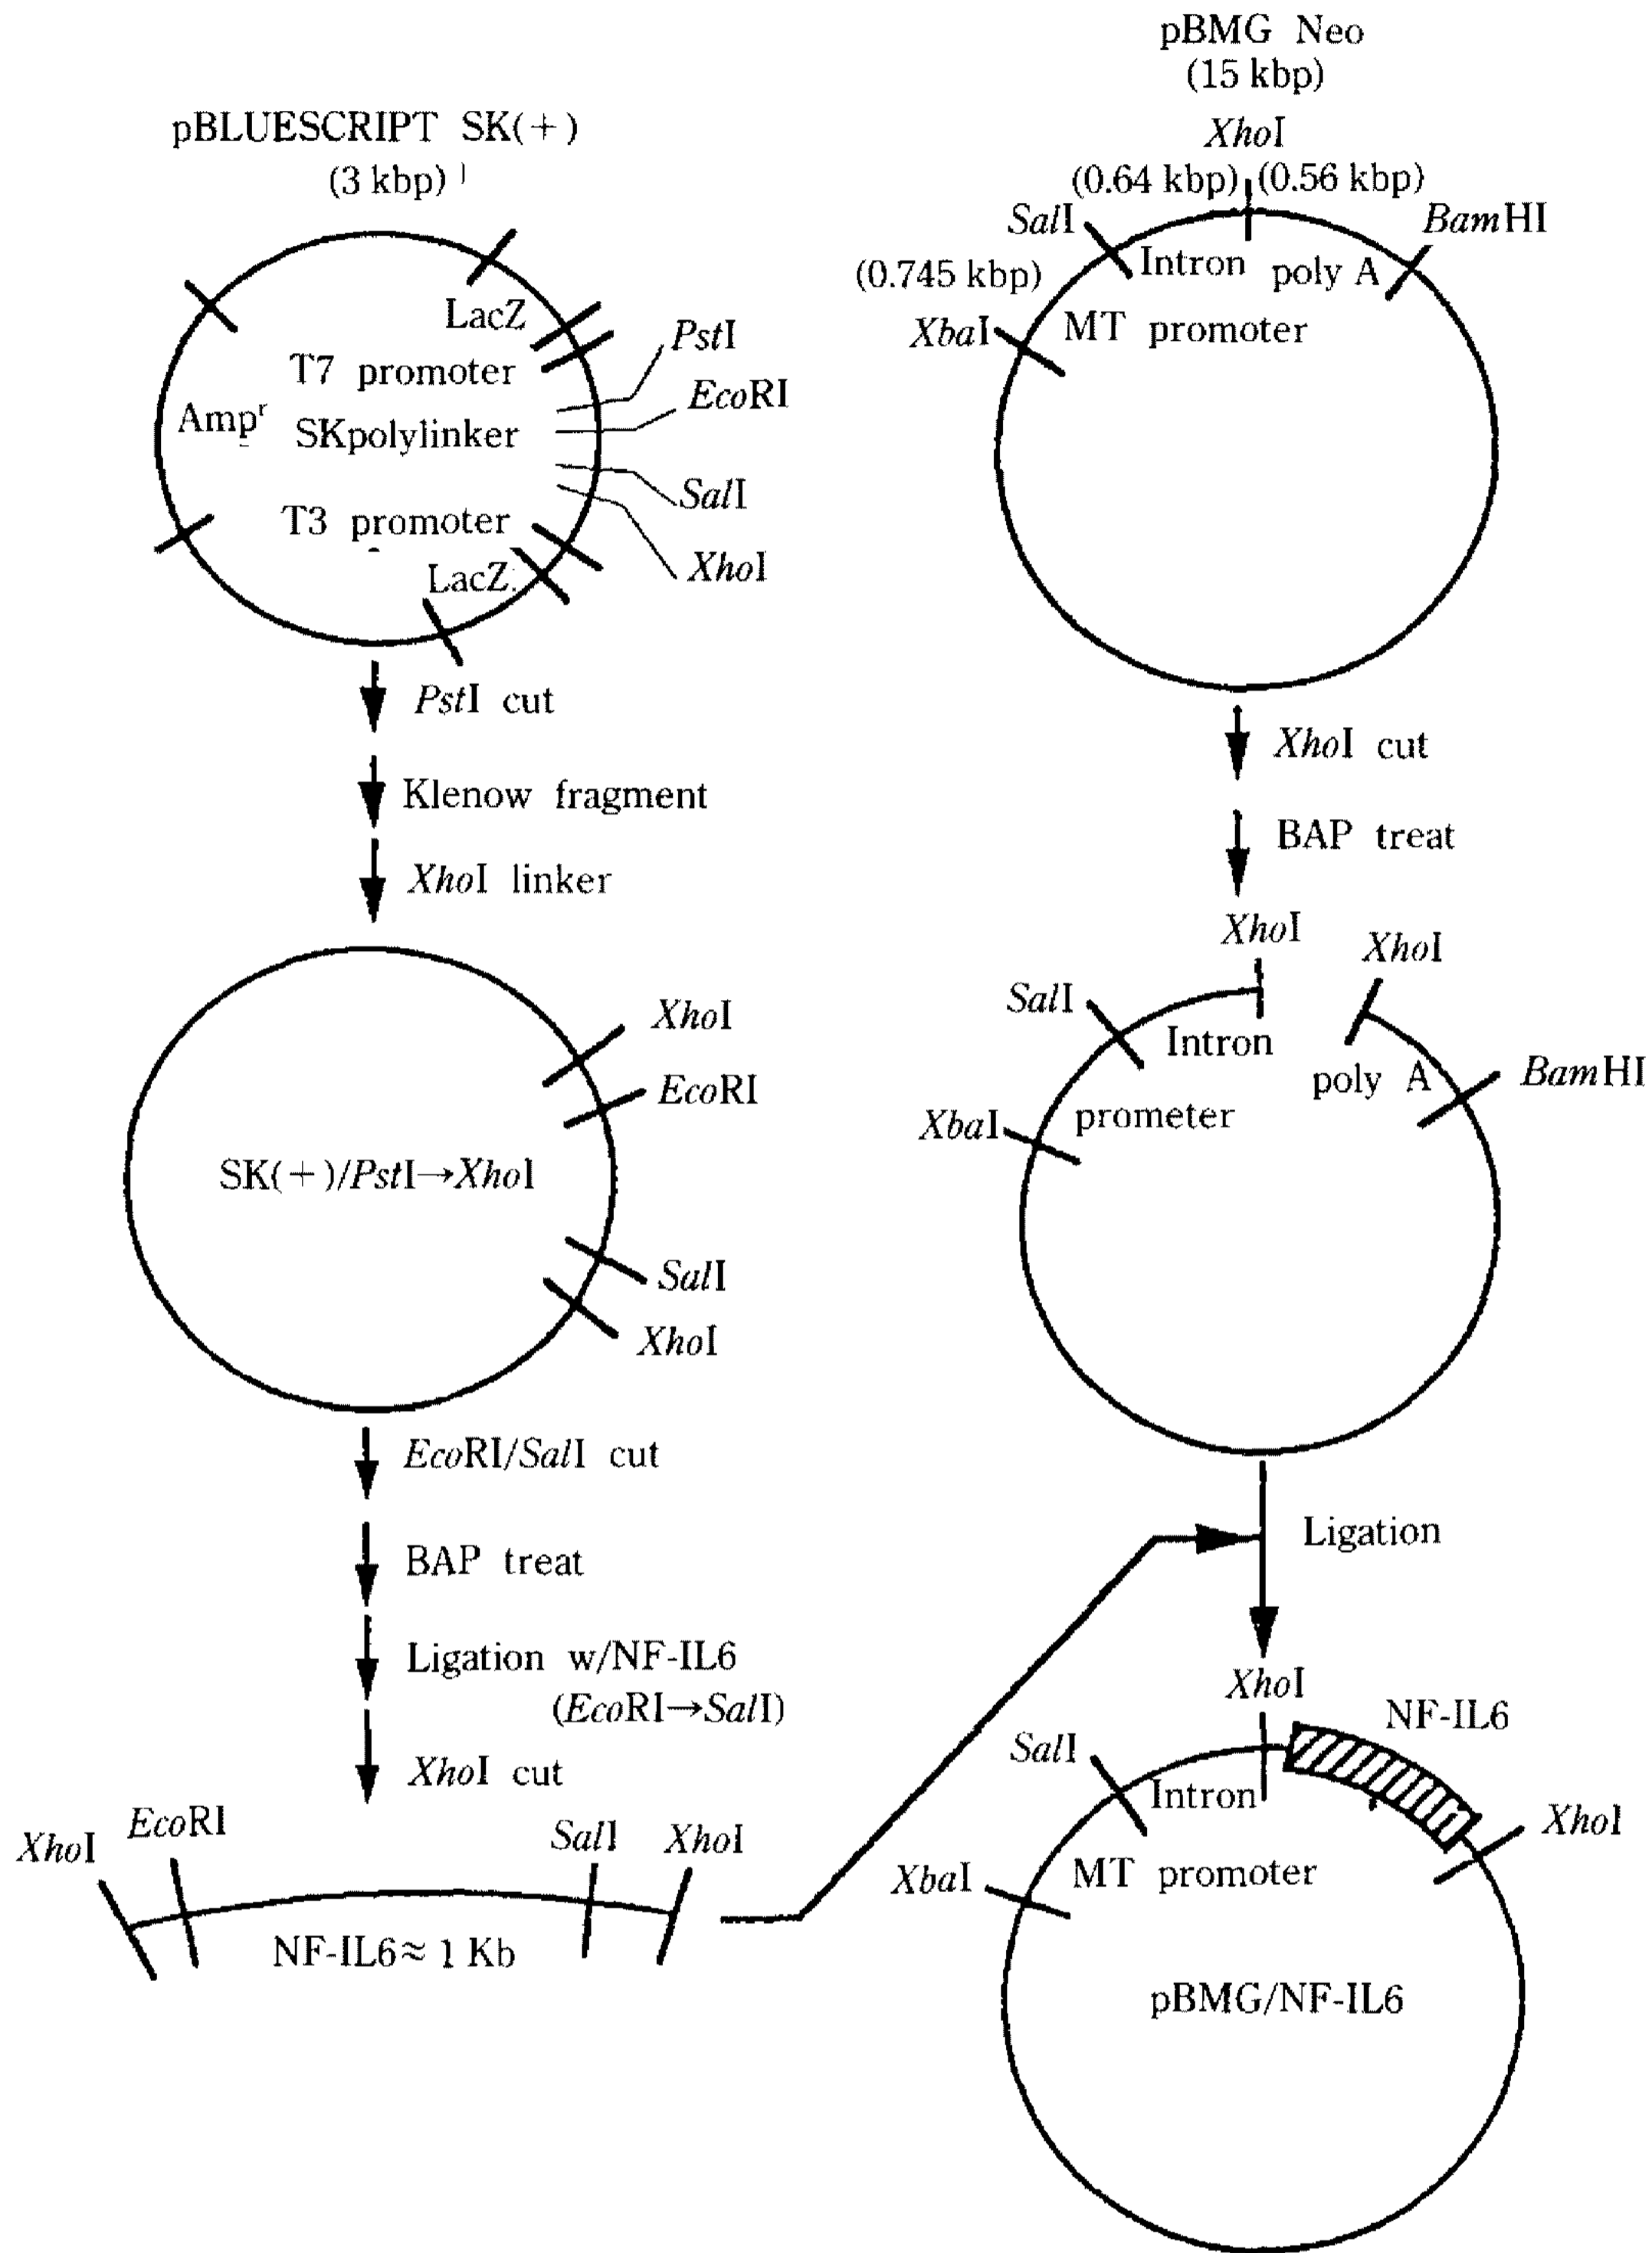 pBLUESCRIPT SK(+)
(3 kbp)
LacZ
T7 promoter
Ampʳ
SKpolylinker
T3 promoter
LacZ
PstI
EcoRI
SalI
XhoI
PstI cut
Klenow fragment
XhoI linker
XhoI
EcoRI
SK(+)/PstI→XhoI
SalI
XhoI
EcoRI/SalI cut
BAP treat
Ligation w/NF-IL6
(EcoRI→SalI)
XhoI cut
XhoI
EcoRI
SalI
XhoI
NF-IL6≈1 Kb
pBMG Neo
(15 kbp)
XhoI
(0.64 kbp)
(0.56 kbp)
SalI
BamHI
Intron
poly A
(0.745 kbp)
XbaI
MT promoter
XhoI cut
BAP treat
XhoI
XhoI
SalI
Intron
poly A
BamHI
XbaI
prometer
Ligation
XhoI
NF-IL6
SalI
Intron
XhoI
XbaI
MT promoter
pBMG/NF-IL6